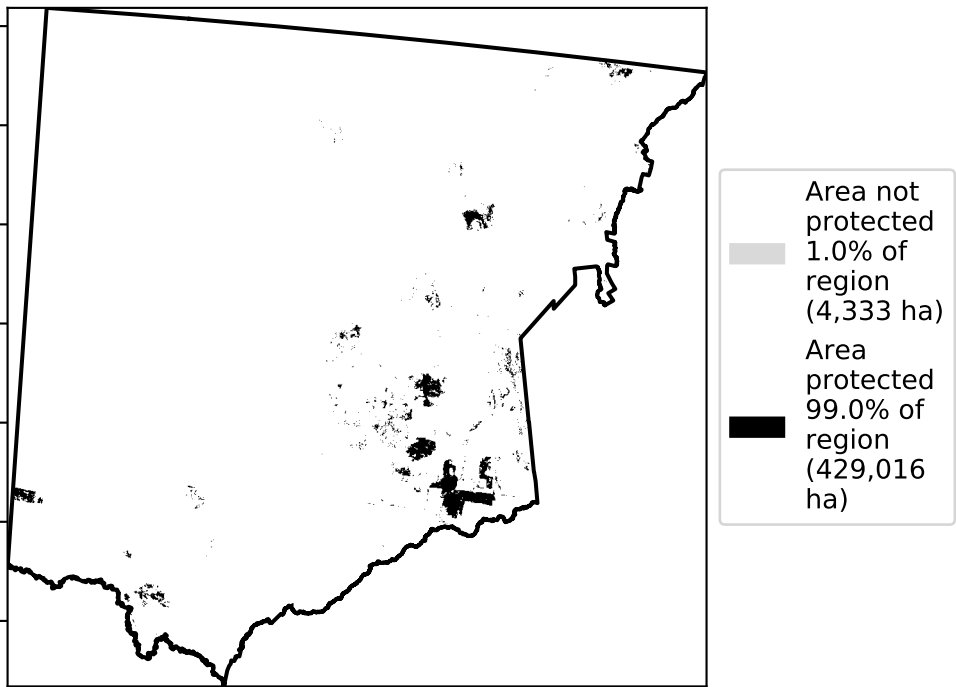 Area not
protected
1.0% of
region
(4,333 ha)
Area
protected
99.0% of
region
(429,016
ha)